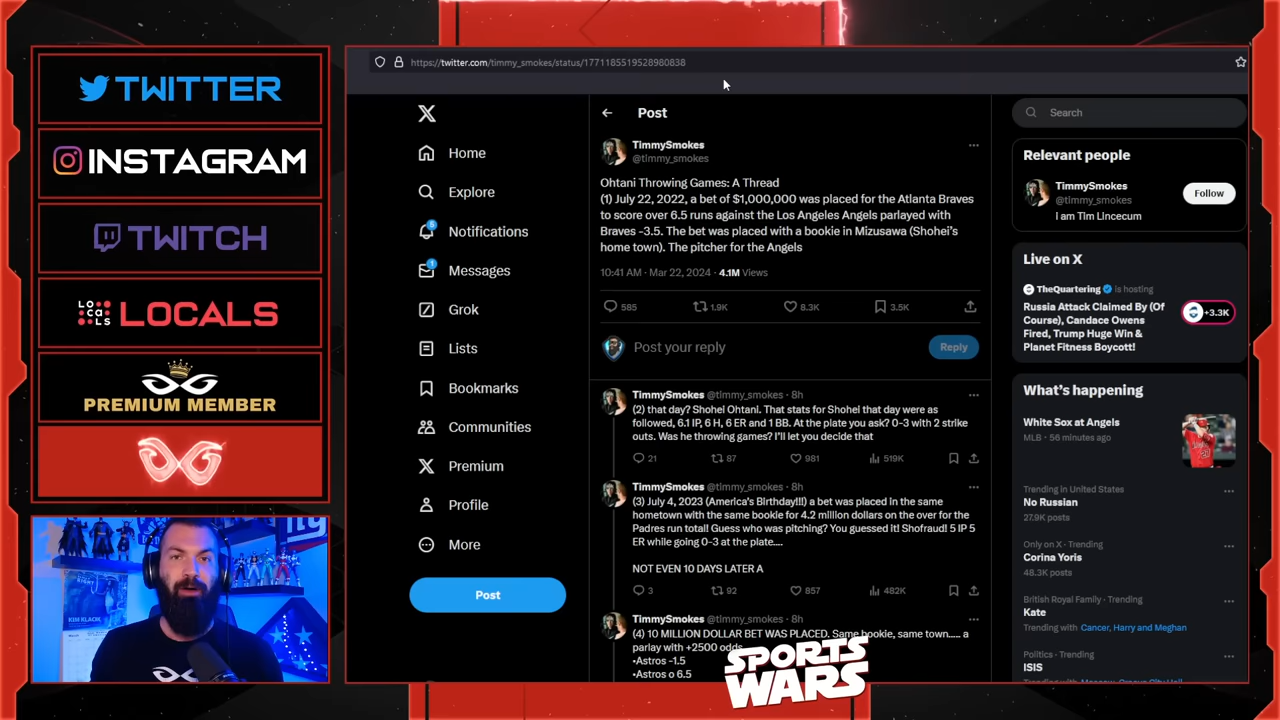 TWITTER
INSTAGRAM
TWITCH
LOCALS
LOCALS
PREMIUM MEMBER
https://twitter.com/timmy_smokes/status/1771185519528980838
X
Home
Explore
Notifications
Messages
Grok
Lists
Bookmarks
Communities
Premium
Profile
More
Post
Post
TimmySmokes
@timmy_smokes
Ohtani Throwing Games: A Thread
(1) July 22, 2022, a bet of $1,000,000 was placed for the Atlanta Braves
to score over 6.5 runs against the Los Angeles Angels parlayed with
Braves -3.5. The bet was placed with a bookie in Mizusawa (Shohei's
home town). The pitcher for the Angels
10:41 AM · Mar 22, 2024 · 4.1M Views
585 1.9K 8.3K 3.5K
Post your reply
Reply
TimmySmokes @timmy_smokes · 8h
(2) that day? Shohei Ohtani. That stats for Shohei that day were as
followed, 6.1 IP, 6 H, 6 ER and 1 BB. At the plate you ask? 0-3 with 2 strike
outs. Was he throwing games? I'll let you decide that
21 87 981 519K
TimmySmokes @timmy_smokes · 8h
(3) July 4, 2023 (America's Birthday!!!) a bet was placed in the same
hometown with the same bookie for 4.2 million dollars on the over for the
Padres run total! Guess who was pitching? You guessed it! Shofraud! 5 IP 5
ER while going 0-3 at the plate....
NOT EVEN 10 DAYS LATER A
3 92 857 482K
TimmySmokes @timmy_smokes · 8h
(4) 10 MILLION DOLLAR BET WAS PLACED. Same bookie, same town..... a
parlay with +2500 odds
•Astros -1.5
•Astros o 6.5
SPORTS
WARS
Search
Relevant people
TimmySmokes
@timmy_smokes
Follow
I am Tim Lincecum
Live on X
TheQuartering is hosting
Russia Attack Claimed By (Of
Course), Candace Owens
Fired, Trump Huge Win &
Planet Fitness Boycott!
+3.3K
What's happening
White Sox at Angels
MLB · 56 minutes ago
Trending in United States
No Russian
27.9K posts
Only on X · Trending
Corina Yoris
48.3K posts
British Royal Family · Trending
Kate
Trending with Cancer, Harry and Meghan
Politics · Trending
ISIS